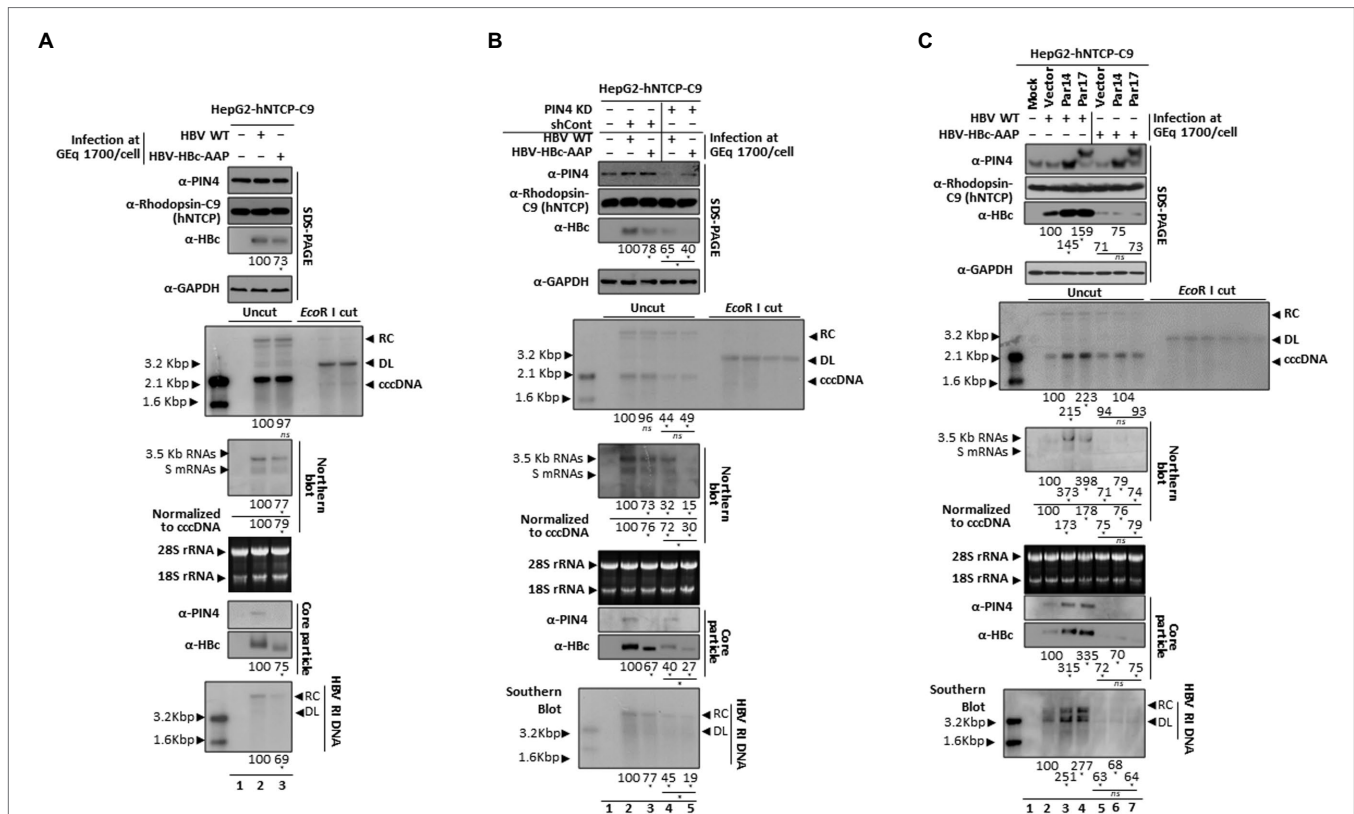 A
HepG2-hNTCP-C9
Infection at GEq 1700/cell
HBV WT – + –
HBV-HBc-AAP – – +
α-PIN4
α-Rhodopsin-C9 (hNTCP)
α-HBc
100 73
*
α-GAPDH
SDS-PAGE
Uncut EcoR I cut
RC
3.2 Kbp DL
2.1 Kbp cccDNA
1.6 Kbp
100 97
ns
3.5 Kb RNAs
S mRNAs
Northern blot
100 77
*
Normalized to cccDNA 100 79
*
28S rRNA
18S rRNA
α-PIN4
α-HBc
Core particle
100 75
*
RC
3.2Kbp DL
1.6Kbp
HBV RI DNA
100 69
*
1 2 3
B
HepG2-hNTCP-C9
PIN4 KD – – – + +
shCont – + + – –
HBV WT – + – + –
HBV-HBc-AAP – – + – +
Infection at GEq 1700/cell
α-PIN4
α-Rhodopsin-C9 (hNTCP)
α-HBc
100 78 65 40
* * *
*
α-GAPDH
SDS-PAGE
Uncut EcoR I cut
RC
3.2 Kbp DL
2.1 Kbp cccDNA
1.6 Kbp
100 96 44 49
ns * *
ns
3.5 Kb RNAs
S mRNAs
Northern blot
100 73 32 15
* * *
Normalized to cccDNA 100 76 72 30
* * *
*
28S rRNA
18S rRNA
α-PIN4
α-HBc
Core particle
100 67 40 27
* * *
*
Southern Blot
RC
3.2Kbp DL
1.6Kbp
HBV RI DNA
100 77 45 19
* * *
*
1 2 3 4 5
C
HepG2-hNTCP-C9
Mock Vector Par14 Par17 Vector Par14 Par17
HBV WT – + + + – – –
HBV-HBc-AAP – – – – + + +
Infection at GEq 1700/cell
α-PIN4
α-Rhodopsin-C9 (hNTCP)
α-HBc
100 159 75
145 71 73
ns
α-GAPDH
SDS-PAGE
Uncut EcoR I cut
RC
3.2 Kbp DL
2.1 Kbp cccDNA
1.6 Kbp
100 223 104
215 94 93
ns
3.5 Kb RNAs
S mRNAs
Northern blot
100 398 79
373 71 74
Normalized to cccDNA 100 178 76
173 75 79
ns
28S rRNA
18S rRNA
α-PIN4
α-HBc
Core particle
100 335 70
315 72 75
ns
Southern Blot
RC
3.2Kbp DL
1.6Kbp
HBV RI DNA
100 277 68
251 63 64
ns
1 2 3 4 5 6 7